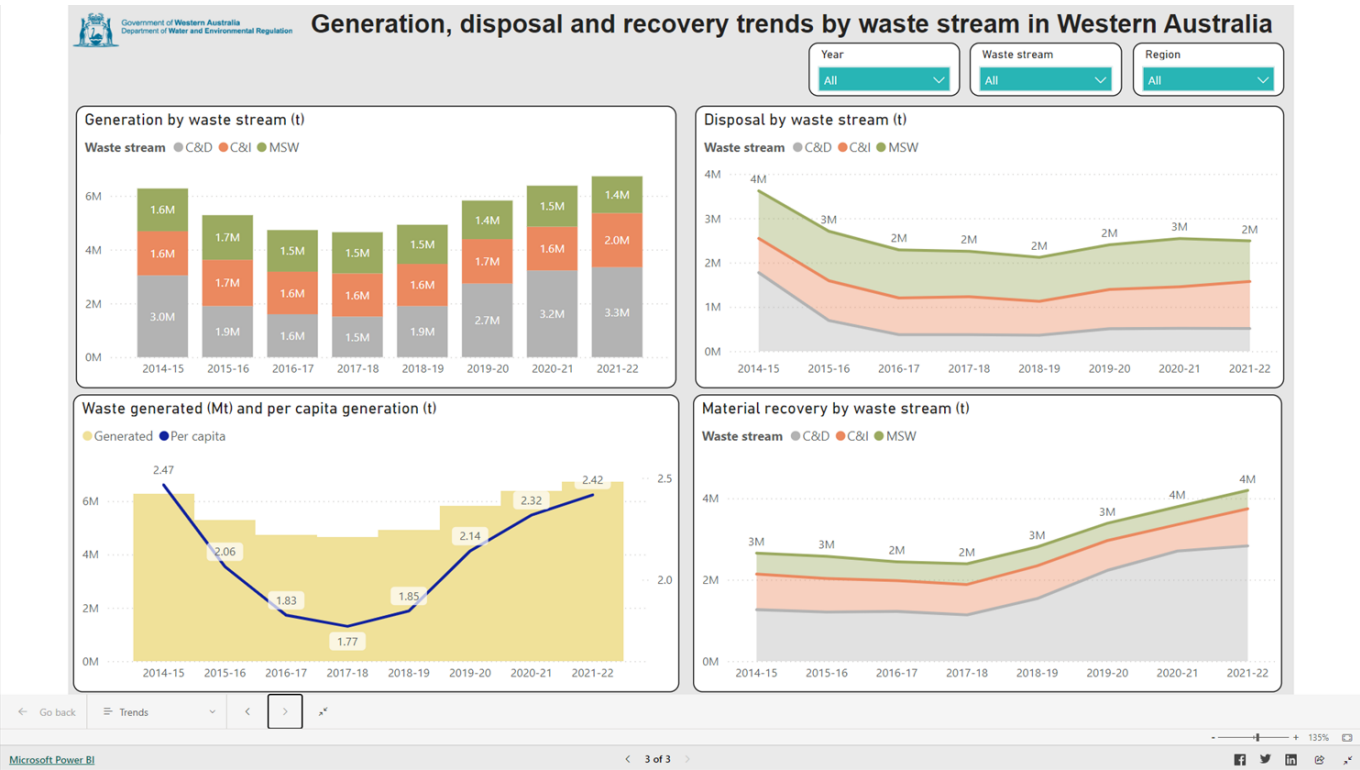 Government of Western Australia
Department of Water and Environmental Regulation
Generation, disposal and recovery trends by waste stream in Western Australia
Year
All
Waste stream
All
Region
All
Generation by waste stream (t)
Waste stream C&D C&I MSW
6M
4M
2M
0M
1.6M
1.6M
3.0M
1.7M
1.7M
1.9M
1.5M
1.6M
1.6M
1.5M
1.6M
1.5M
1.5M
1.6M
1.9M
1.4M
1.7M
2.7M
1.5M
1.6M
3.2M
1.4M
2.0M
3.3M
2014-15 2015-16 2016-17 2017-18 2018-19 2019-20 2020-21 2021-22
Disposal by waste stream (t)
Waste stream C&D C&I MSW
4M
3M
2M
1M
0M
4M
3M
2M
2M
2M
2M
3M
2M
2014-15 2015-16 2016-17 2017-18 2018-19 2019-20 2020-21 2021-22
Waste generated (Mt) and per capita generation (t)
Generated Per capita
6M
4M
2M
0M
2.47
2.06
1.83
1.77
1.85
2.14
2.32
2.42
2.5
2.0
2014-15 2015-16 2016-17 2017-18 2018-19 2019-20 2020-21 2021-22
Material recovery by waste stream (t)
Waste stream C&D C&I MSW
4M
2M
0M
3M
3M
2M
2M
3M
3M
4M
4M
2014-15 2015-16 2016-17 2017-18 2018-19 2019-20 2020-21 2021-22
Go back
Trends
- + 135%
Microsoft Power BI
3 of 3